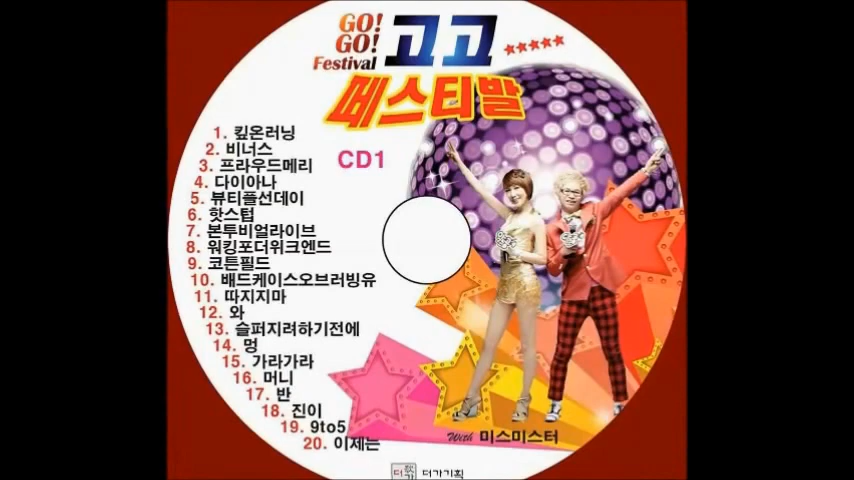 GO!
GO!
Festival
고고
페스티발
CD1
1. 킾온러닝
2. 비너스
3. 프라우드메리
4. 다이아나
5. 뷰티플선데이
6. 핫스텁
7. 본투비얼라이브
8. 워킹포더위크엔드
9. 코튼필드
10. 배드케이스오브러빙유
11. 따지지마
12. 와
13. 슬퍼지려하기전에
14. 멍
15. 가라가라
16. 머니
17. 반
18. 진이
19. 9to5
20. 이제는
With 미스미스터
더가기획